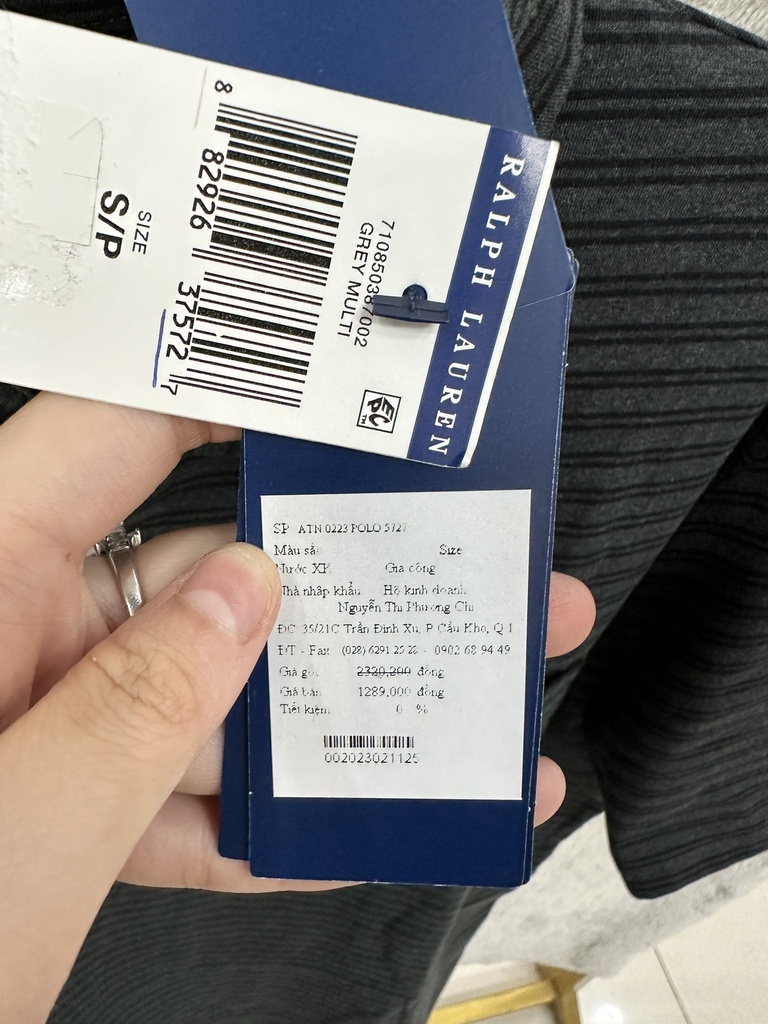 RALPH LAUREN
710850387002
GREY MULTI
8 82926 37572 7
SIZE
S/P
SP ATN 0223 POLO 5727
Màu sắ Size
Nước XK Gia công
Nhà nhập khẩu Hộ kinh doanh
Nguyễn Thị Phương Chi
ĐC 35/21C Trần Đình Xu, P Cầu Kho, Q 1
ĐT - Fax (028) 6291 25 28 - 0902 68 94 49
Giá gốc 2320,200 đồng
Giá bán 1289,000 đồng
Tiết kiệm 0 %
002023021125